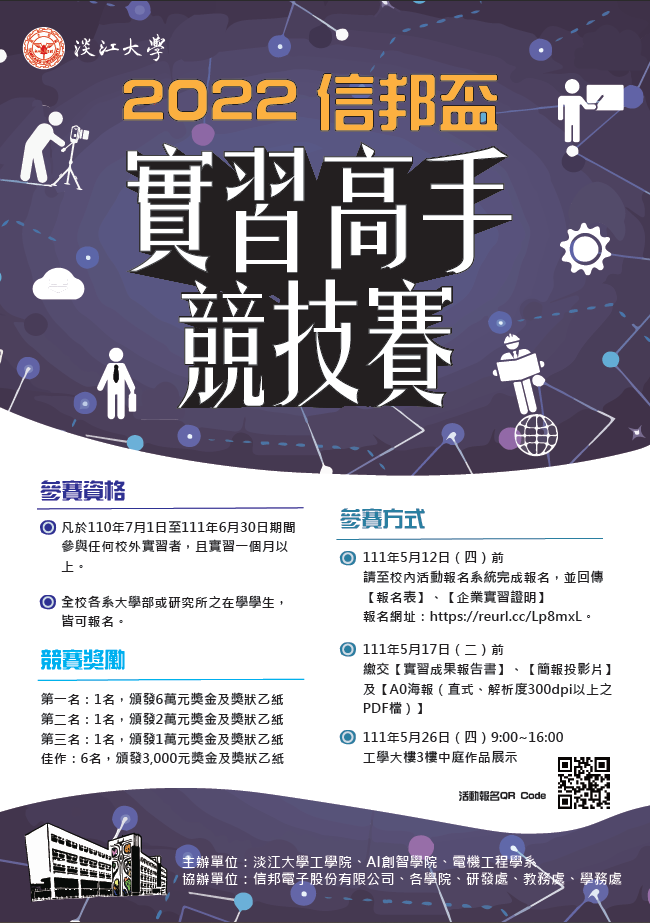 淡江大學
2022 信邦盃
實習高手
競技賽
參賽資格
凡於110年7月1日至111年6月30日期間
參與任何校外實習者，且實習一個月以
上。
全校各系大學部或研究所之在學學生，
皆可報名。
競賽獎勵
第一名：1名，頒發6萬元獎金及獎狀乙紙
第二名：1名，頒發2萬元獎金及獎狀乙紙
第三名：1名，頒發1萬元獎金及獎狀乙紙
佳作：6名，頒發3,000元獎金及獎狀乙紙
參賽方式
111年5月12日（四）前
請至校內活動報名系統完成報名，並回傳
【報名表】、【企業實習證明】
報名網址：https://reurl.cc/Lp8mxL。
111年5月17日（二）前
繳交【實習成果報告書】、【簡報投影片】
及【A0海報（直式、解析度300dpi以上之
PDF檔）】
111年5月26日（四）9:00~16:00
工學大樓3樓中庭作品展示
活動報名QR Code
主辦單位：淡江大學工學院、AI創智學院、電機工程學系
協辦單位：信邦電子股份有限公司、各學院、研發處、教務處、學務處